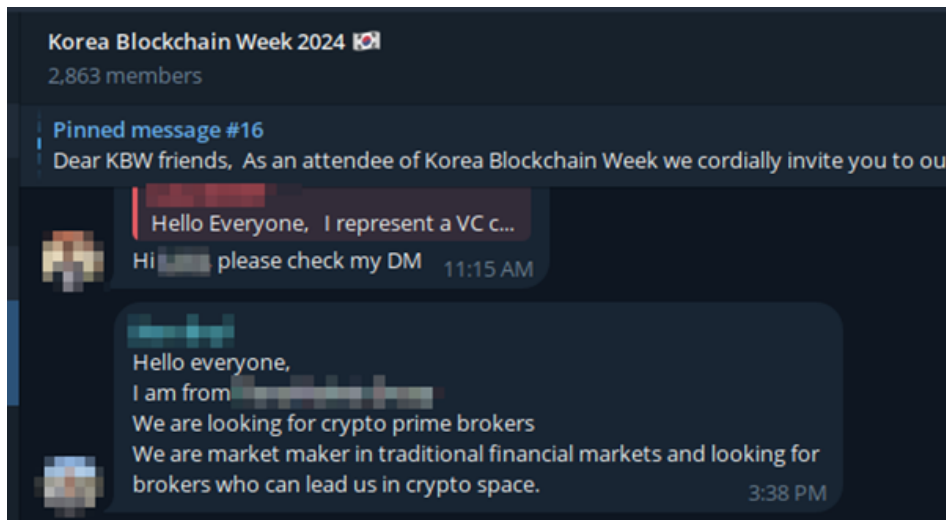 Korea Blockchain Week 2024 🇰🇷
2,863 members
Pinned message #16
Dear KBW friends, As an attendee of Korea Blockchain Week we cordially invite you to ou
Hello Everyone, I represent a VC c...
Hi please check my DM 11:15 AM
Hello everyone,
I am from
We are looking for crypto prime brokers
We are market maker in traditional financial markets and looking for
brokers who can lead us in crypto space. 3:38 PM